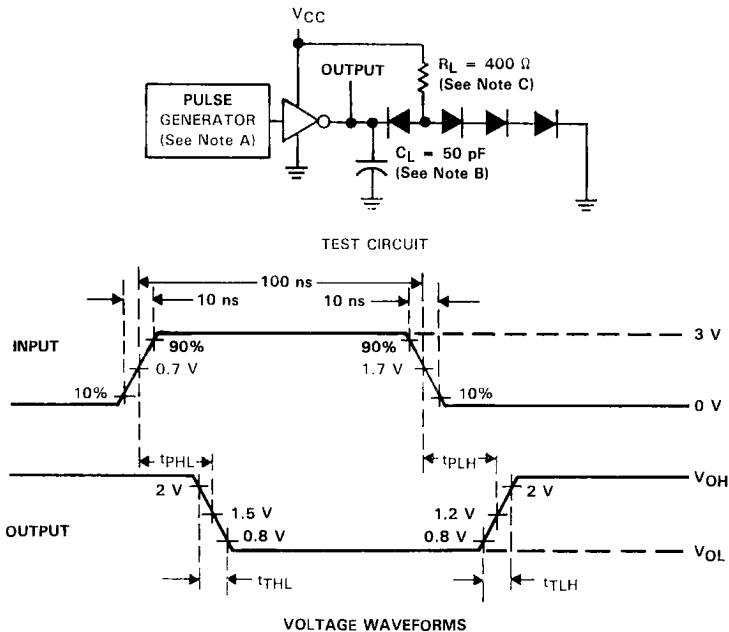 VCC
OUTPUT
RL = 400 Ω
(See Note C)
PULSE
GENERATOR
(See Note A)
CL = 50 pF
(See Note B)
TEST CIRCUIT
100 ns
10 ns
10 ns
INPUT
90%
90%
3 V
0.7 V
1.7 V
10%
10%
0 V
tPHL
tPLH
VOH
2 V
2 V
OUTPUT
1.5 V
1.2 V
0.8 V
0.8 V
VOL
tTHL
tTLH
VOLTAGE WAVEFORMS